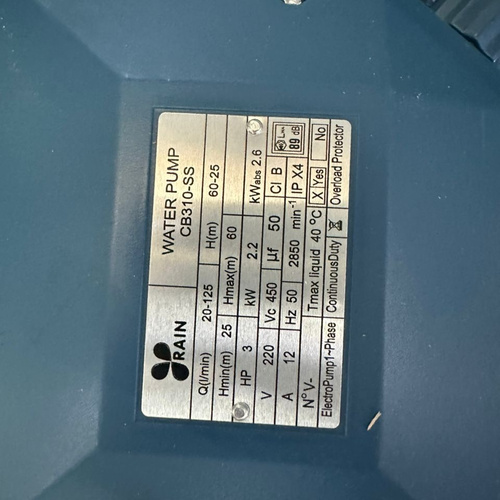 RAIN
WATER PUMP
CB310-SS
Q(l/min) 20-125 H(m) 60-25
Hmin(m) 25 Hmax(m) 60
HP 3 kW 2.2 kWabs 2.6
V 220 Vc 450 µf 50 Cl B
A 12 Hz 50 2850 min-1 IP X4
LWA 89 dB
N°V- Tmax liquid 40 °C X Yes No
ElectroPump1~Phase ContinuousDuty Overload Protector